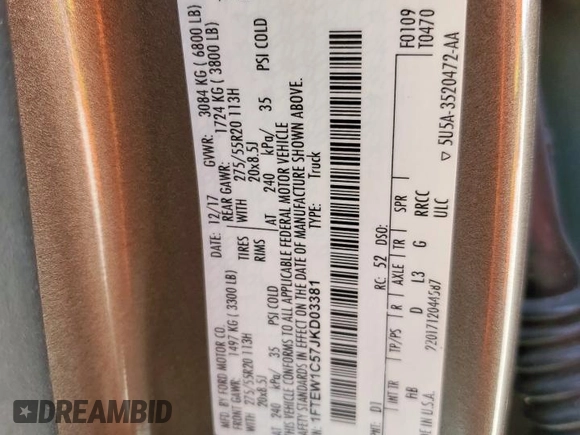 MFD. BY FORD MOTOR CO.
DATE: 12/17 GVWR: 3084 KG ( 6800 LB)
FRONT GAWR: 1497 KG ( 3300 LB) REAR GAWR: 1724 KG ( 3800 LB)
275/55R20 113H TIRES WITH 275/55R20 113H
20x8.5J RIMS 20x8.5J
AT 240 kPa/ 35 PSI COLD AT 240 kPa/ 35 PSI COLD
THIS VEHICLE CONFORMS TO ALL APPLICABLE FEDERAL MOTOR VEHICLE
SAFETY STANDARDS IN EFFECT ON THE DATE OF MANUFACTURE SHOWN ABOVE.
1FTEW1C57JKD03381 TYPE: Truck
F0109
T0470
RC: 52 DSO:
INT TR TP/PS R AXLE TR SPR
D L3 G RRCC
IN U.S.A. ULC
5U5A-3520472-AA
DREAMBID